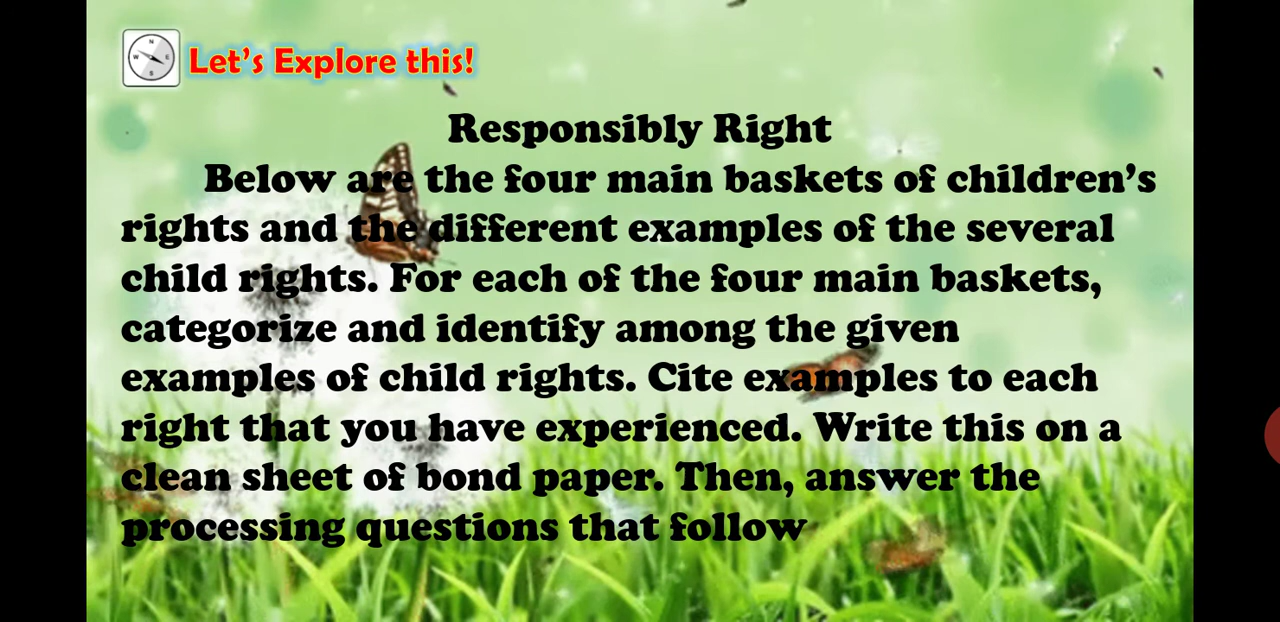 Let's Explore this!
Responsibly Right
Below are the four main baskets of children's
rights and the different examples of the several
child rights. For each of the four main baskets,
categorize and identify among the given
examples of child rights. Cite examples to each
right that you have experienced. Write this on a
clean sheet of bond paper. Then, answer the
processing questions that follow